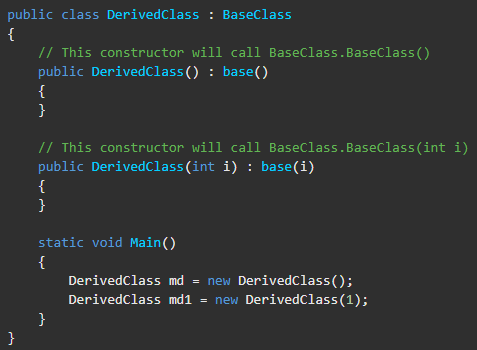 public class DerivedClass : BaseClass
{
    // This constructor will call BaseClass.BaseClass()
    public DerivedClass() : base()
    {
    }

    // This constructor will call BaseClass.BaseClass(int i)
    public DerivedClass(int i) : base(i)
    {
    }

    static void Main()
    {
        DerivedClass md = new DerivedClass();
        DerivedClass md1 = new DerivedClass(1);
    }
}